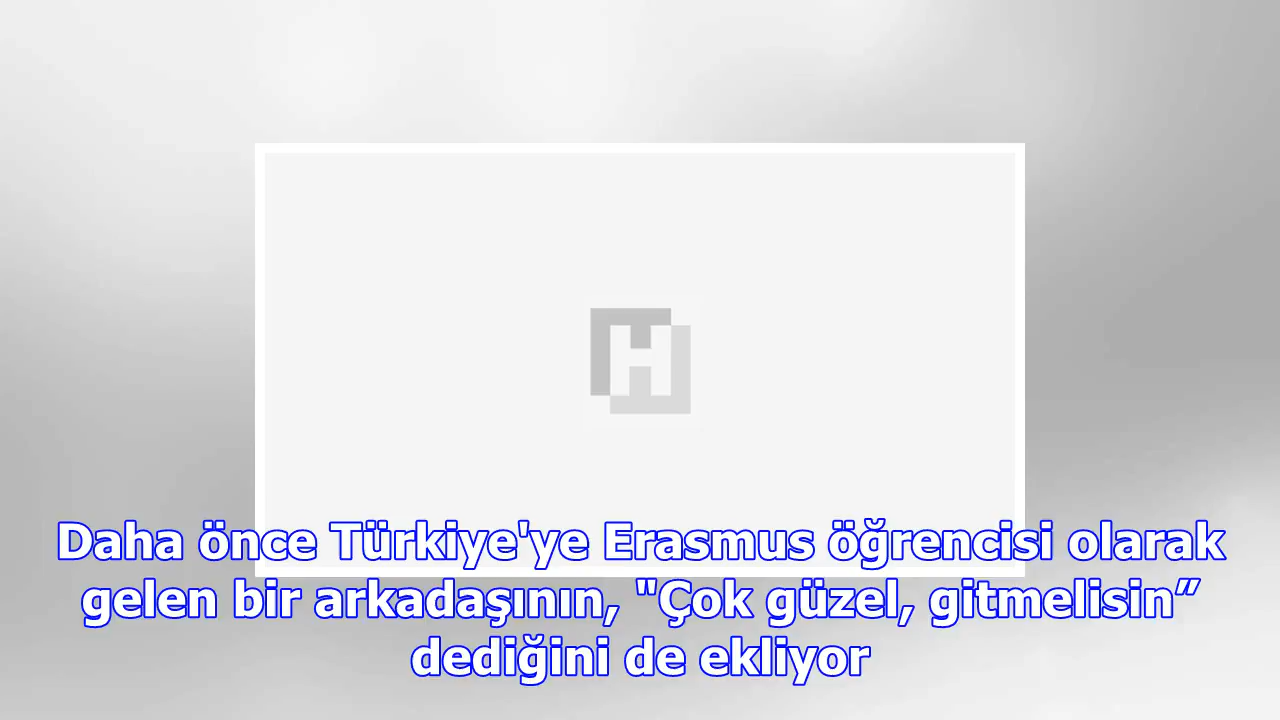 H
Daha önce Türkiye'ye Erasmus öğrencisi olarak
gelen bir arkadaşının, "Çok güzel, gitmelisin”
dediğini de ekliyor